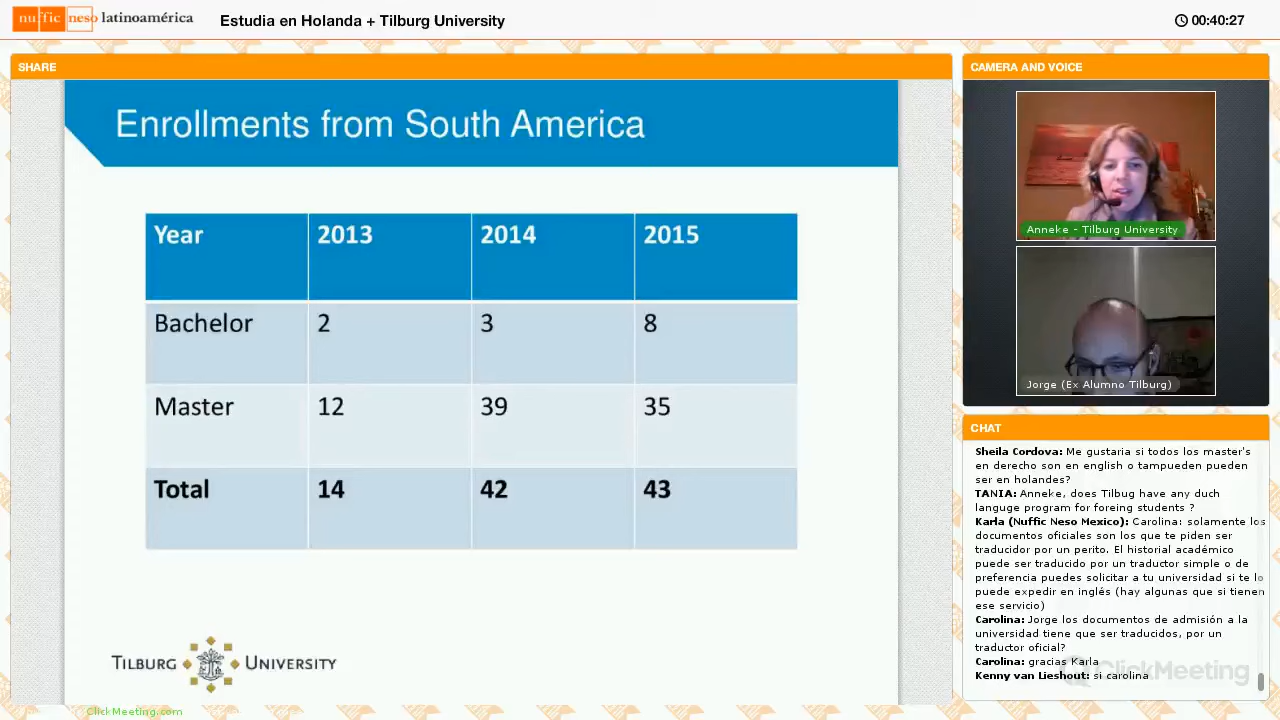 nuffic neso latinoamérica
Estudia en Holanda + Tilburg University
00:40:27
SHARE
Enrollments from South America
Year 2013 2014 2015
Bachelor 2 3 8
Master 12 39 35
Total 14 42 43
TILBURG UNIVERSITY
ClickMeeting.com
CAMERA AND VOICE
Anneke - Tilburg University
Jorge (Ex Alumno Tilburg)
CHAT
Sheila Cordova: Me gustaria si todos los master's
en derecho son en english o tampueden pueden
ser en holandes?
TANIA: Anneke, does Tilbug have any duch
languge program for foreing students ?
Karla (Nuffic Neso Mexico): Carolina: solamente los
documentos oficiales son los que te piden ser
traducidor por un perito. El historial académico
puede ser traducido por un traductor simple o de
preferencia puedes solicitar a tu universidad si te lo
puede expedir en inglés (hay algunas que si tienen
ese servicio)
Carolina: Jorge los documentos de admisión a la
universidad tiene que ser traducidos, por un
traductor oficial?
Carolina: gracias Karla
Kenny van Lieshout: si carolina
ClickMeeting